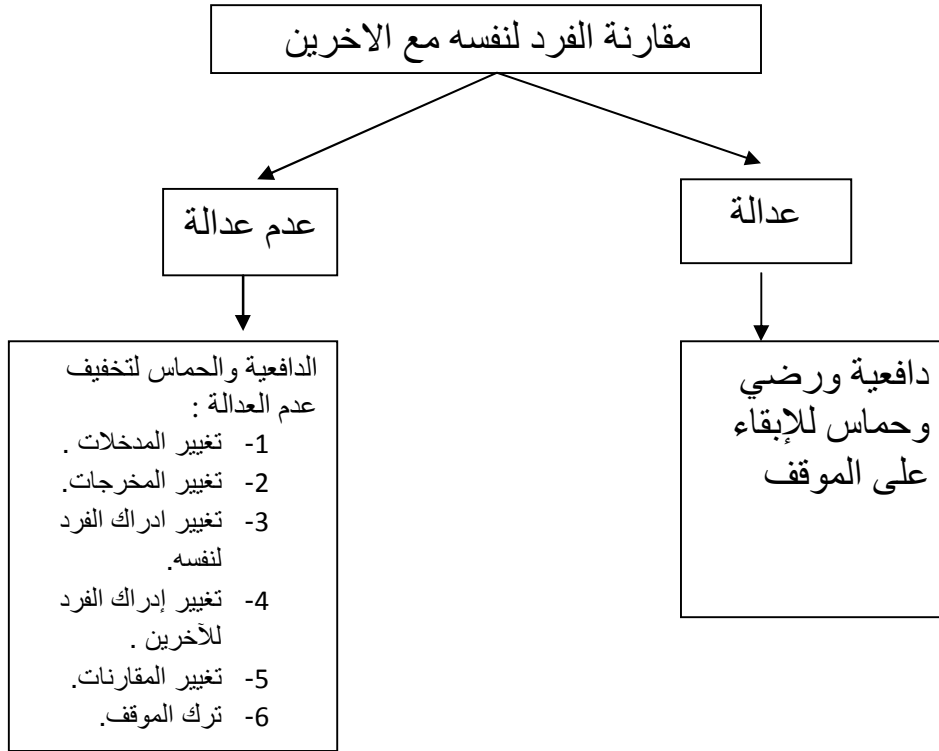 مقارنة الفرد لنفسه مع الاخرين
عدالة
عدم عدالة
دافعية ورضي
وحماس للإبقاء
على الموقف
الدافعية والحماس لتخفيف
عدم العدالة :
1- تغيير المدخلات .
2- تغيير المخرجات.
3- تغيير ادراك الفرد
لنفسه.
4- تغيير إدراك الفرد
للآخرين .
5- تغيير المقارنات.
6- ترك الموقف.